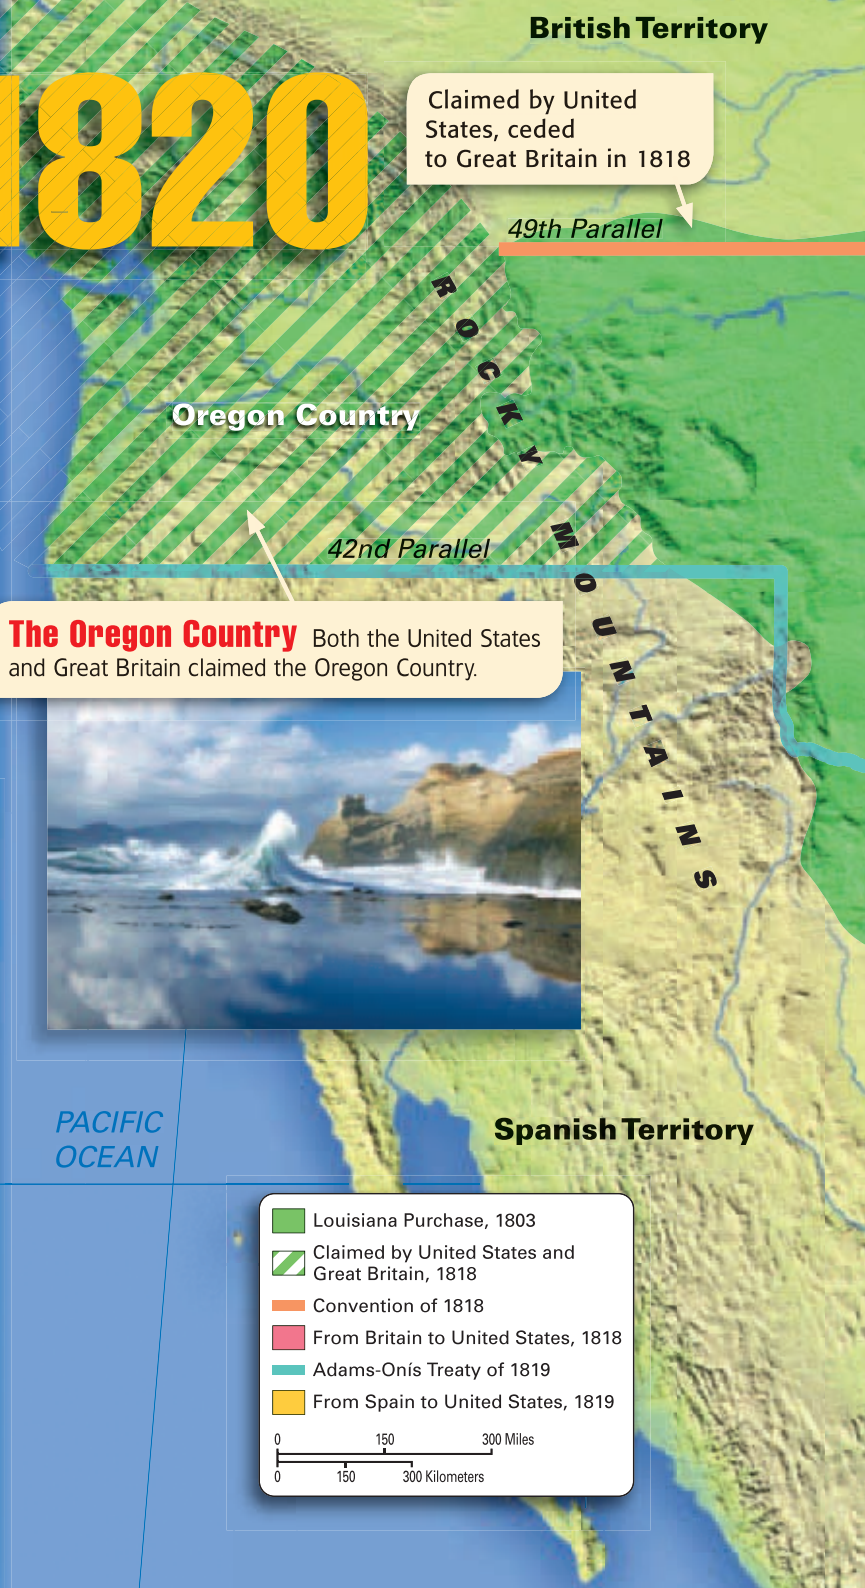 British Territory
1820
Claimed by United
States, ceded
to Great Britain in 1818
49th Parallel
ROCKY MOUNTAINS
Oregon Country
42nd Parallel
The Oregon Country Both the United States
and Great Britain claimed the Oregon Country.
PACIFIC
OCEAN
Spanish Territory
Louisiana Purchase, 1803
Claimed by United States and
Great Britain, 1818
Convention of 1818
From Britain to United States, 1818
Adams-Onís Treaty of 1819
From Spain to United States, 1819
0 150 300 Miles
0 150 300 Kilometers